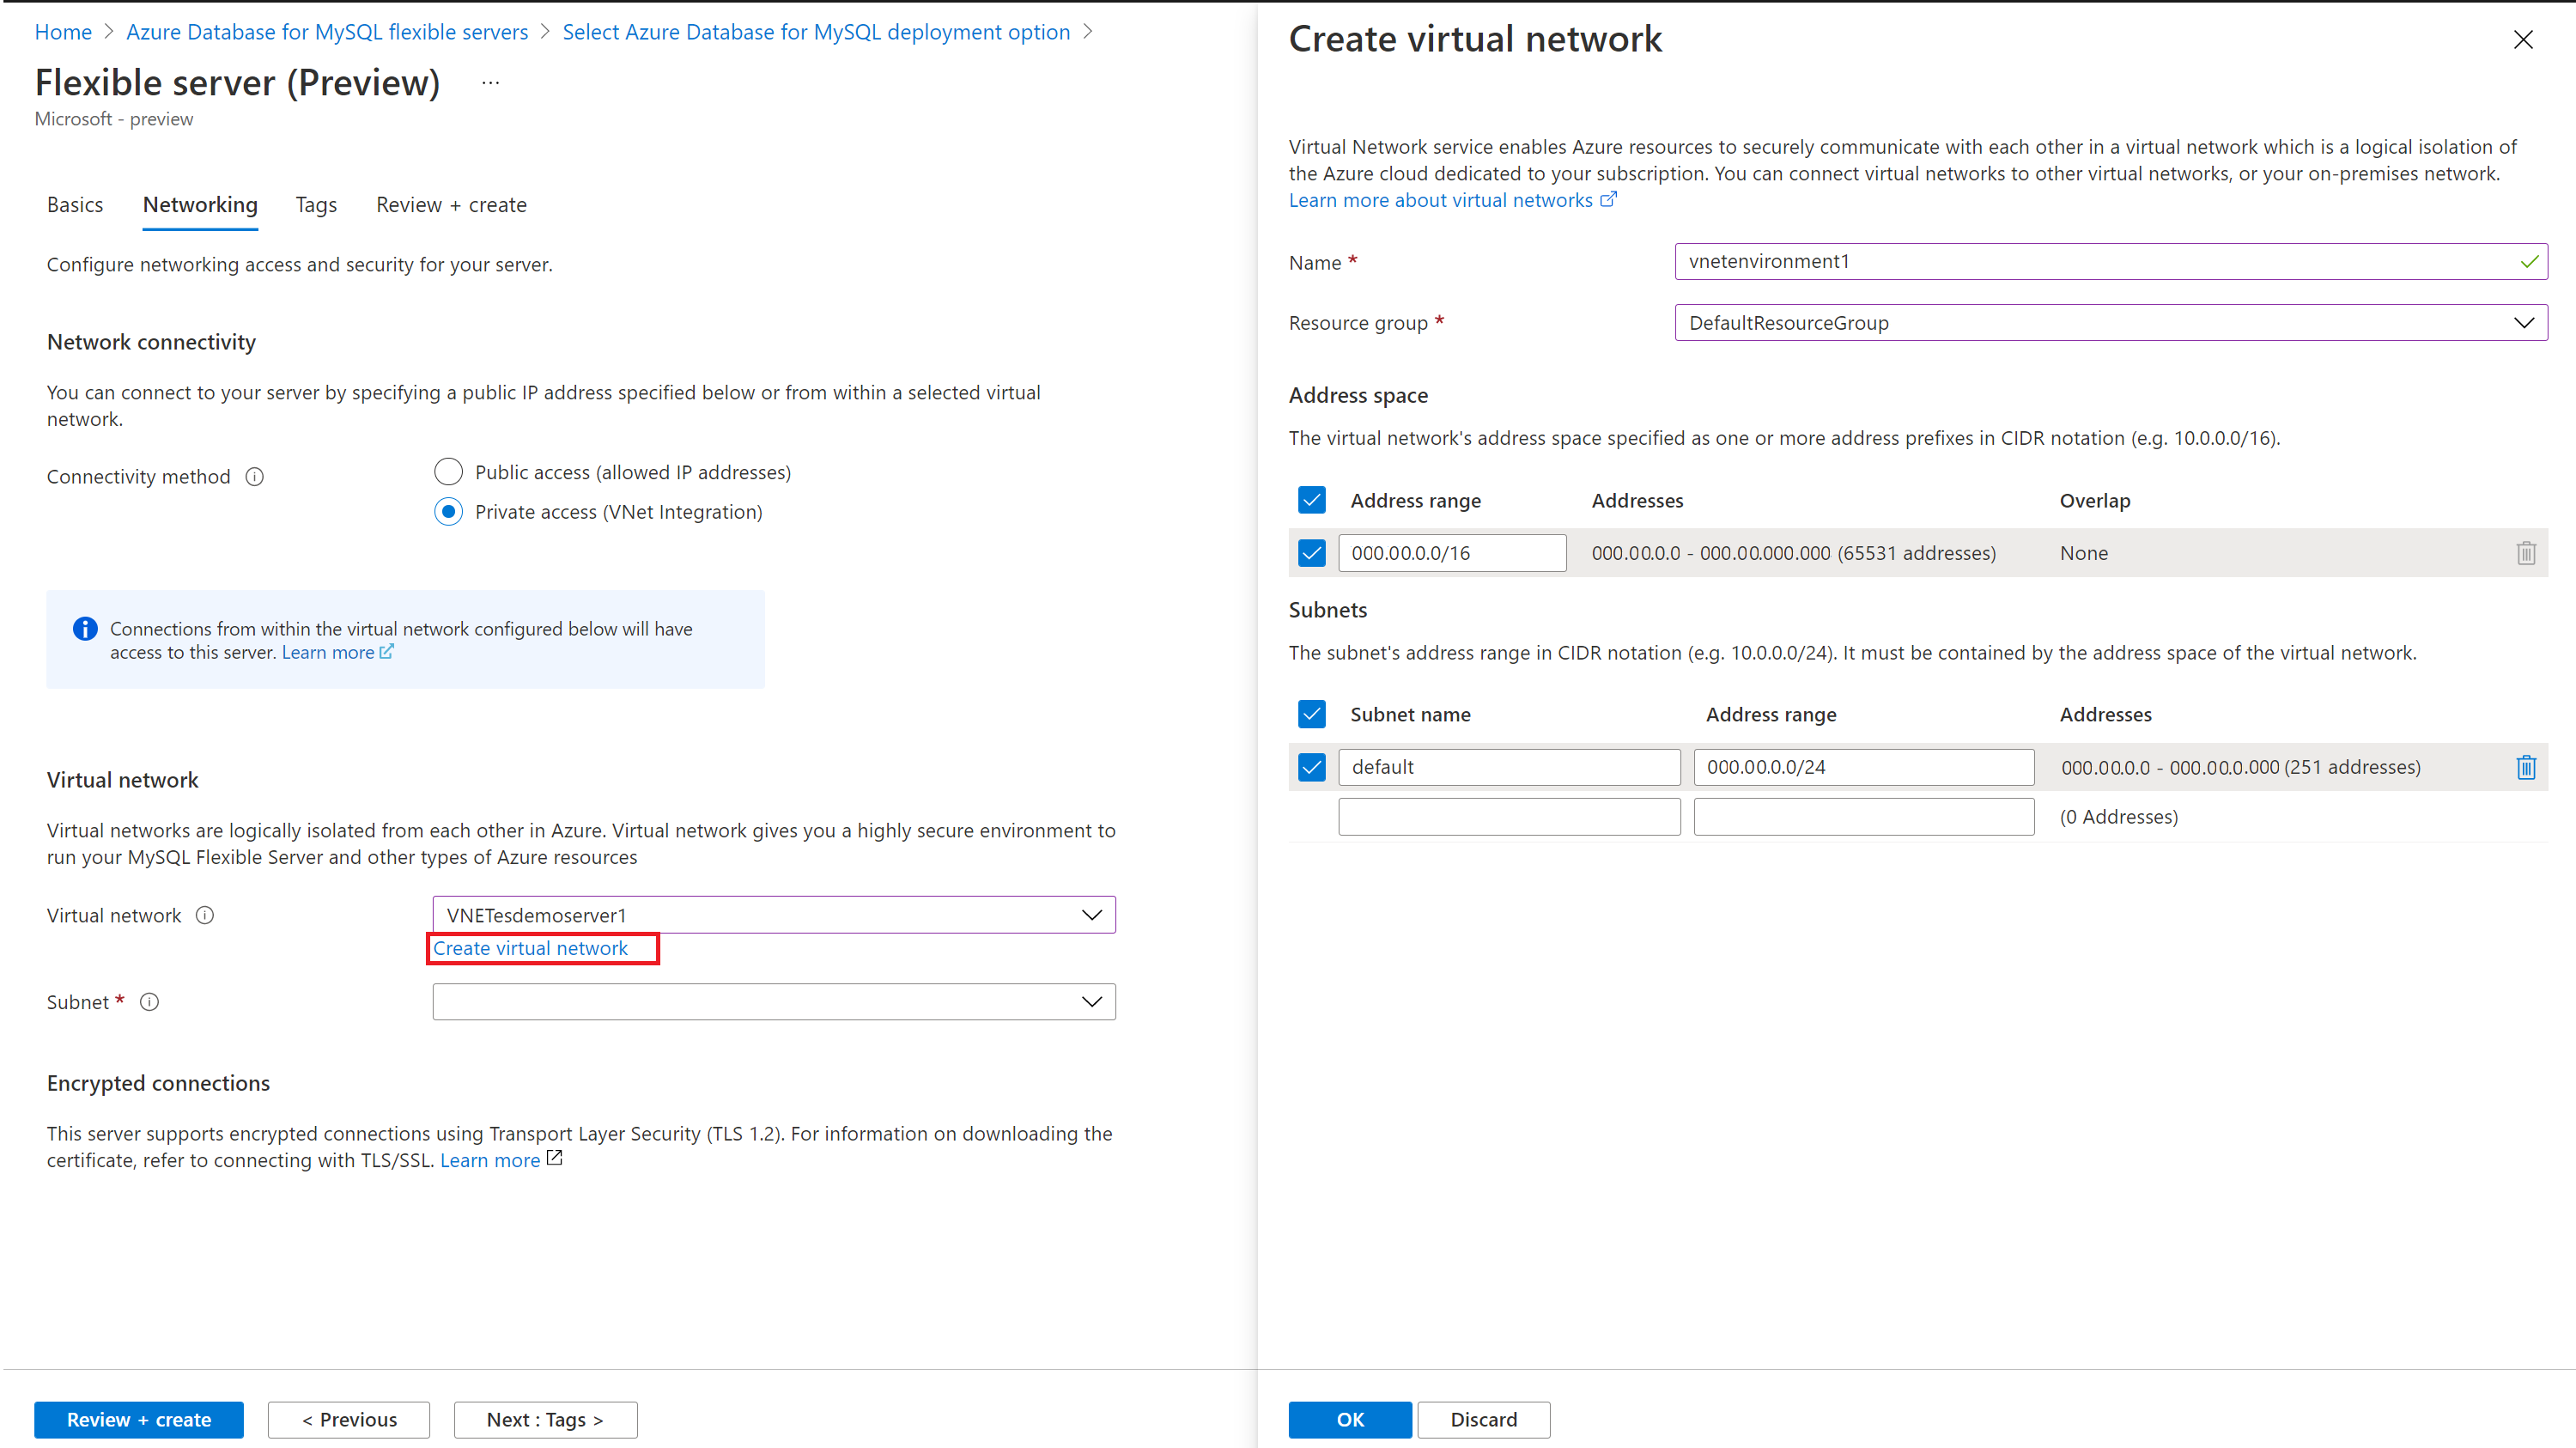 Home > Azure Database for MySQL flexible servers > Select Azure Database for MySQL deployment option >
Flexible server (Preview) ...
Microsoft - preview
Basics Networking Tags Review + create
Configure networking access and security for your server.
Network connectivity
You can connect to your server by specifying a public IP address specified below or from within a selected virtual
network.
Connectivity method
Public access (allowed IP addresses)
Private access (VNet Integration)
Connections from within the virtual network configured below will have
access to this server. Learn more
Virtual network
Virtual networks are logically isolated from each other in Azure. Virtual network gives you a highly secure environment to
run your MySQL Flexible Server and other types of Azure resources
Virtual network
VNETesdemoserver1
Create virtual network
Subnet *
Encrypted connections
This server supports encrypted connections using Transport Layer Security (TLS 1.2). For information on downloading the
certificate, refer to connecting with TLS/SSL. Learn more
Review + create
< Previous
Next : Tags >
Create virtual network
Virtual Network service enables Azure resources to securely communicate with each other in a virtual network which is a logical isolation of
the Azure cloud dedicated to your subscription. You can connect virtual networks to other virtual networks, or your on-premises network.
Learn more about virtual networks
Name *
vnetenvironment1
Resource group *
DefaultResourceGroup
Address space
The virtual network's address space specified as one or more address prefixes in CIDR notation (e.g. 10.0.0.0/16).
Address range Addresses Overlap
000.00.0.0/16 000.00.0.0 - 000.00.000.000 (65531 addresses) None
Subnets
The subnet's address range in CIDR notation (e.g. 10.0.0.0/24). It must be contained by the address space of the virtual network.
Subnet name Address range Addresses
default 000.00.0.0/24 000.00.0.0 - 000.00.0.000 (251 addresses)
(0 Addresses)
OK
Discard